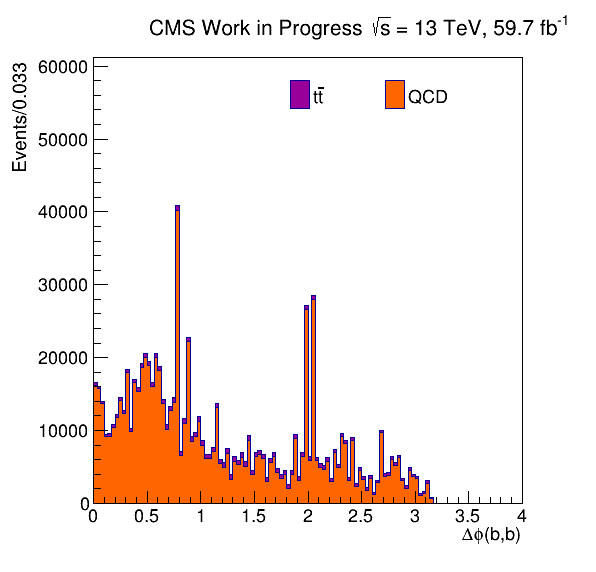 CMS Work in Progress √s = 13 TeV, 59.7 fb⁻¹
Events/0.033
60000
50000
40000
30000
20000
10000
0
tt̄
QCD
0 0.5 1 1.5 2 2.5 3 3.5 4
Δϕ(b,b)